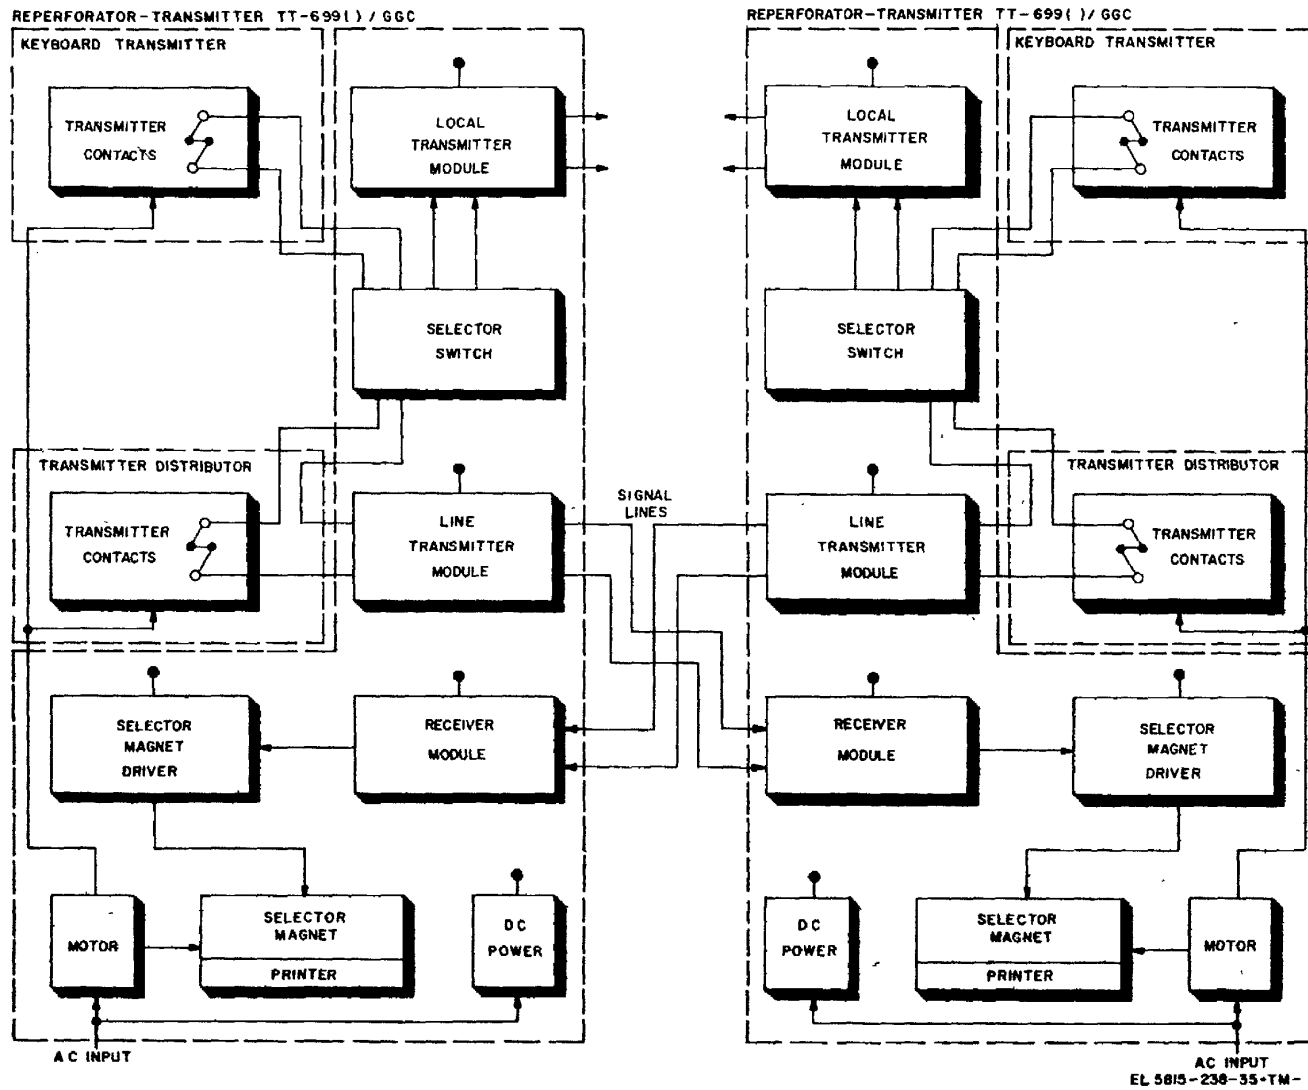 REPERFORATOR-TRANSMITTER TT-699( )/GGC
KEYBOARD TRANSMITTER
TRANSMITTER
CONTACTS
LOCAL
TRANSMITTER
MODULE
SELECTOR
SWITCH
TRANSMITTER DISTRIBUTOR
TRANSMITTER
CONTACTS
LINE
TRANSMITTER
MODULE
SELECTOR
MAGNET
DRIVER
RECEIVER
MODULE
MOTOR
SELECTOR
MAGNET
PRINTER
DC
POWER
AC INPUT
SIGNAL
LINES
REPERFORATOR-TRANSMITTER TT-699( )/GGC
KEYBOARD TRANSMITTER
LOCAL
TRANSMITTER
MODULE
TRANSMITTER
CONTACTS
SELECTOR
SWITCH
TRANSMITTER DISTRIBUTOR
LINE
TRANSMITTER
MODULE
TRANSMITTER
CONTACTS
RECEIVER
MODULE
SELECTOR
MAGNET
DRIVER
DC
POWER
SELECTOR
MAGNET
PRINTER
MOTOR
AC INPUT
EL 5815-238-35-TM-